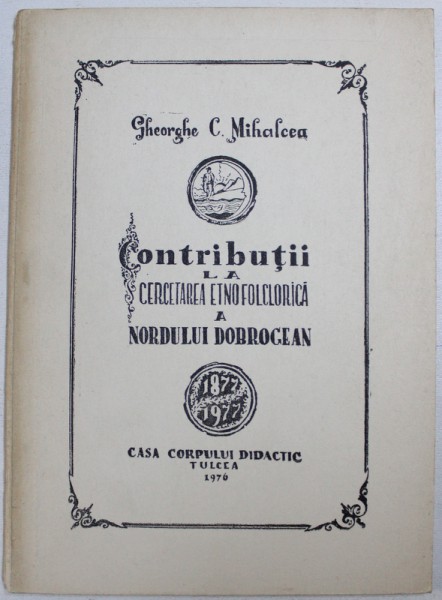 Gheorghe C. Mihalcea
Contribuţii
LA
CERCETAREA ETNOFOLCLORICĂ
A
NORDULUI DOBROGEAN
1877
1977
CASA CORPULUI DIDACTIC
TULCEA
1976